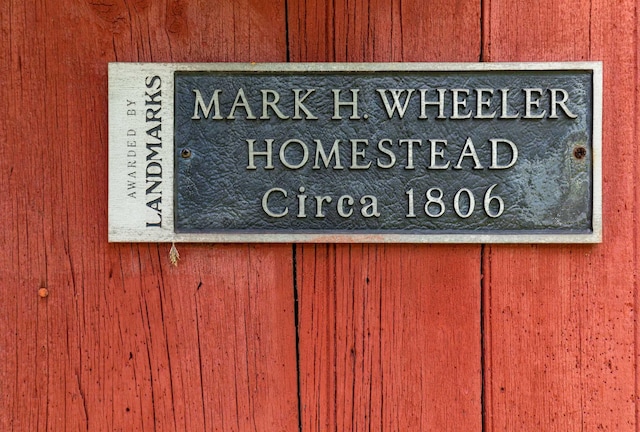 AWARDED BY
LANDMARKS
MARK H. WHEELER
HOMESTEAD
Circa 1806